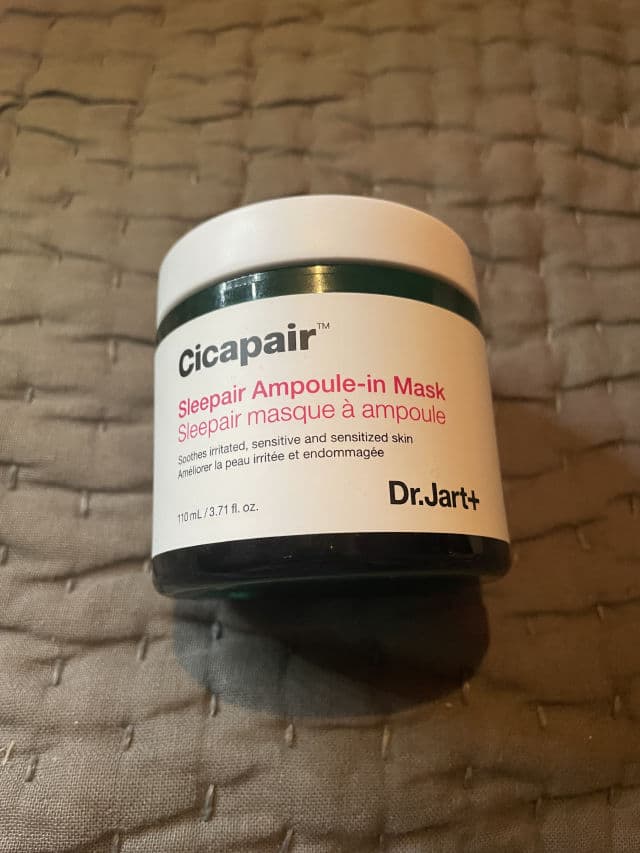 Cicapair™
Sleepair Ampoule-in Mask
Sleepair masque à ampoule
Soothes irritated, sensitive and sensitized skin
Améliorer la peau irritée et endommagée
Dr.Jart+
110 mL / 3.71 fl. oz.